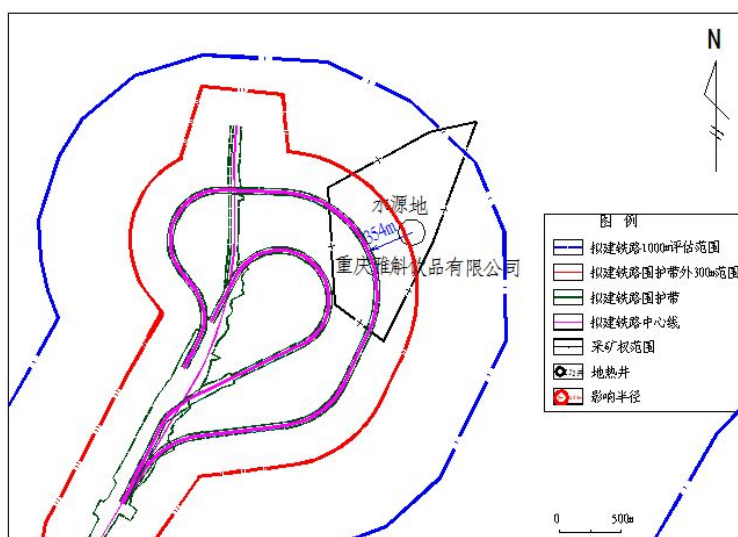 N
水源地
354m
重庆雅斛饮品有限公司
图 例
拟建铁路1000m评估范围
拟建铁路围护带外300m范围
拟建铁路围护带
拟建铁路中心线
采矿权范围
地热井
影响半径
0 500m